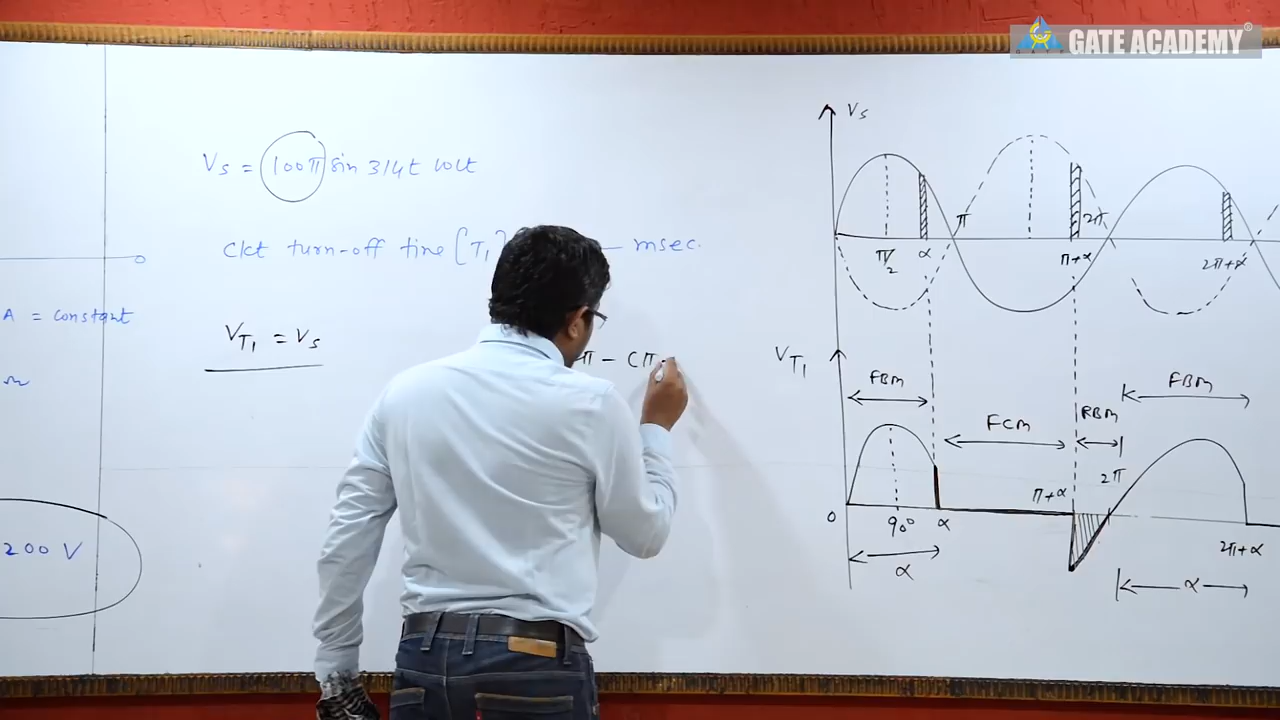 GATE ACADEMY
Vs = 100π sin 314t volt
Ckt turn-off time [T1] — msec.
A = constant
VT1 = Vs
2π - (π
200 V
Vs
π
2π
π/2
α
π+α
2π+α
VT1
FBM
FCM
RBM
FBM
0
90°
α
π+α
2π
2π+α
α
α